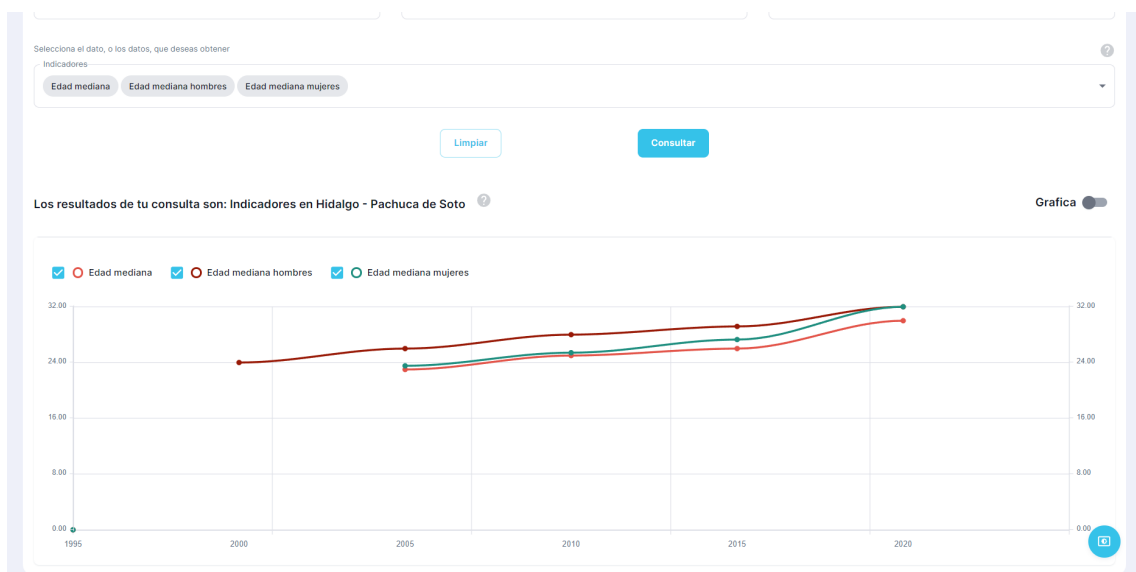 Selecciona el dato, o los datos, que deseas obtener
?
Indicadores
Edad mediana Edad mediana hombres Edad mediana mujeres
Limpiar Consultar
Los resultados de tu consulta son: Indicadores en Hidalgo - Pachuca de Soto ? Grafica
Edad mediana Edad mediana hombres Edad mediana mujeres
32.00 32.00
24.00 24.00
16.00 16.00
8.00 8.00
0.00 0.00
1995 2000 2005 2010 2015 2020